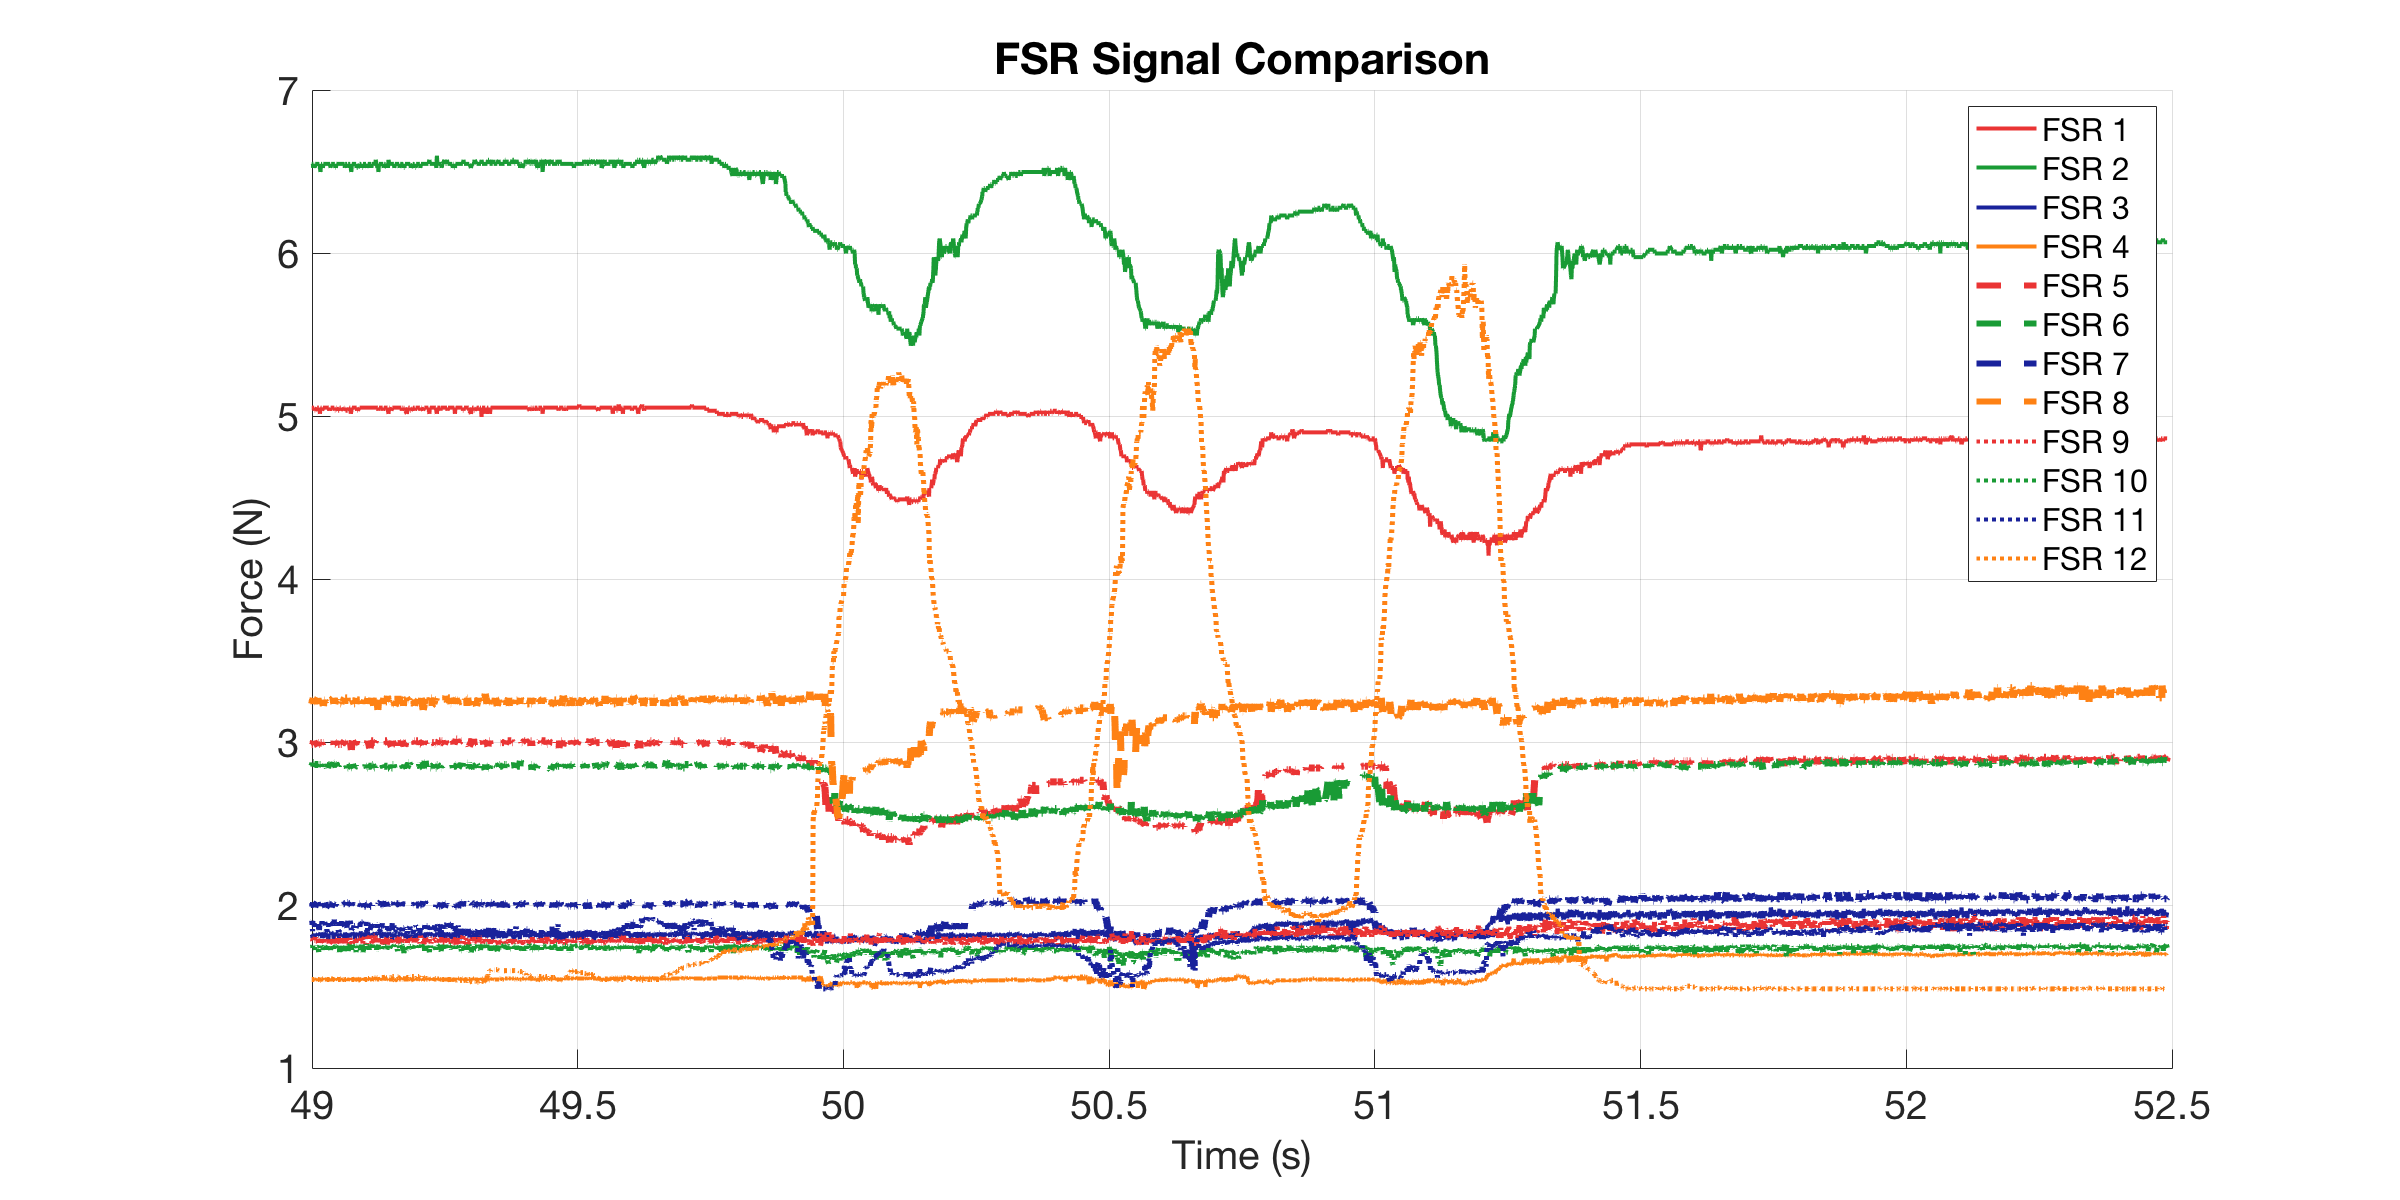 FSR Signal Comparison
7
6
5
4
3
2
1
Force (N)
FSR 1
FSR 2
FSR 3
FSR 4
FSR 5
FSR 6
FSR 7
FSR 8
FSR 9
FSR 10
FSR 11
FSR 12
49 49.5 50 50.5 51 51.5 52 52.5
Time (s)